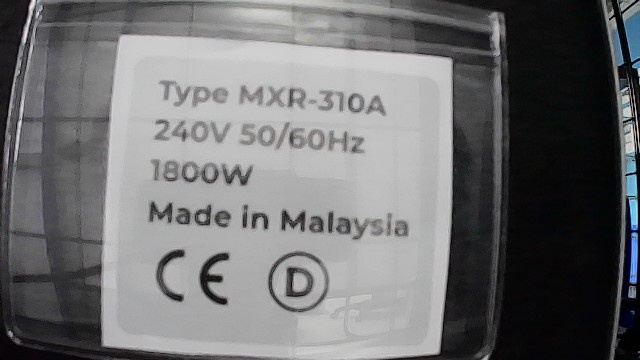 Type MXR-310A
240V 50/60Hz
1800W
Made in Malaysia
CE D